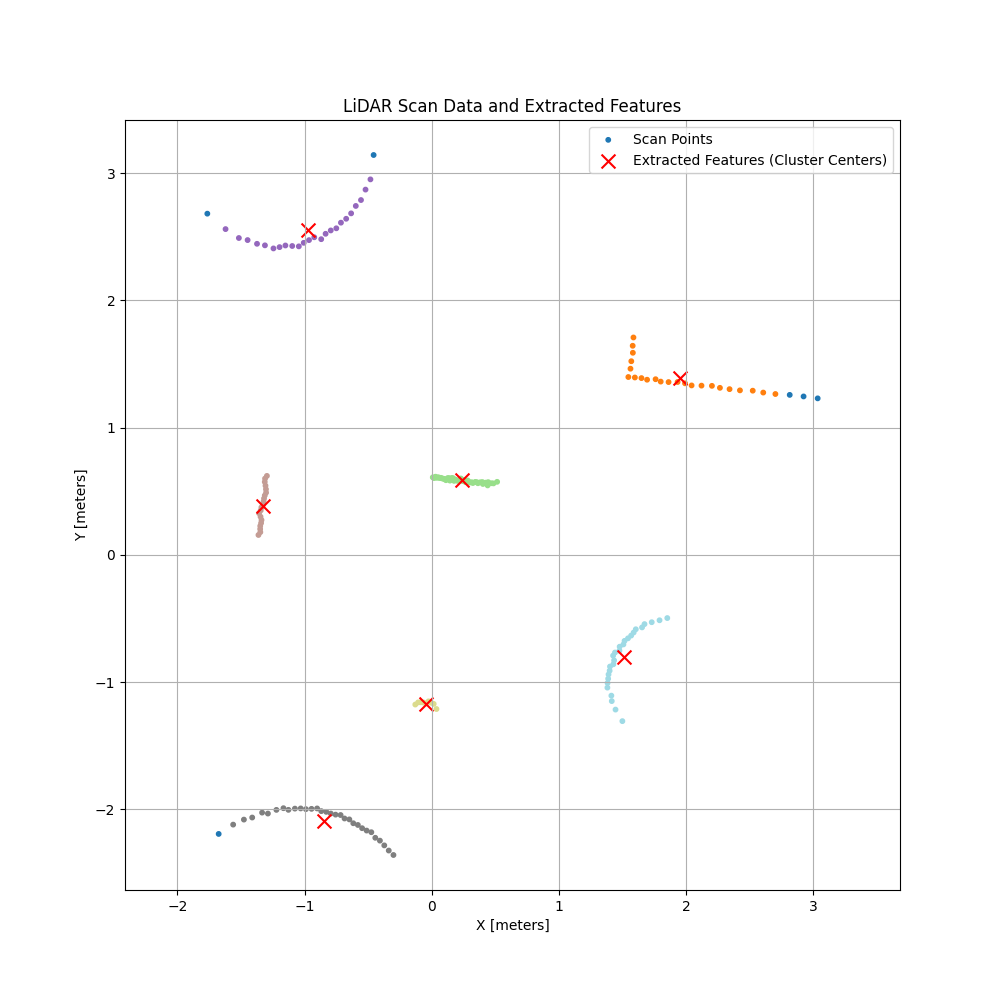 LiDAR Scan Data and Extracted Features
Scan Points
Extracted Features (Cluster Centers)
3
2
1
0
−1
−2
Y [meters]
−2
−1
0
1
2
3
X [meters]